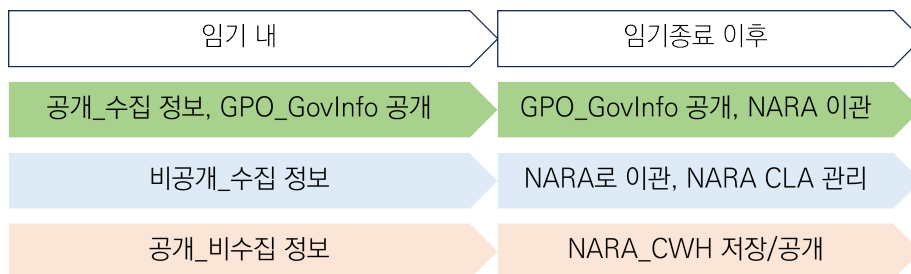 임기 내
임기종료 이후
공개_수집 정보, GPO_GovInfo 공개
GPO_GovInfo 공개, NARA 이관
비공개_수집 정보
NARA로 이관, NARA CLA 관리
공개_비수집 정보
NARA_CWH 저장/공개